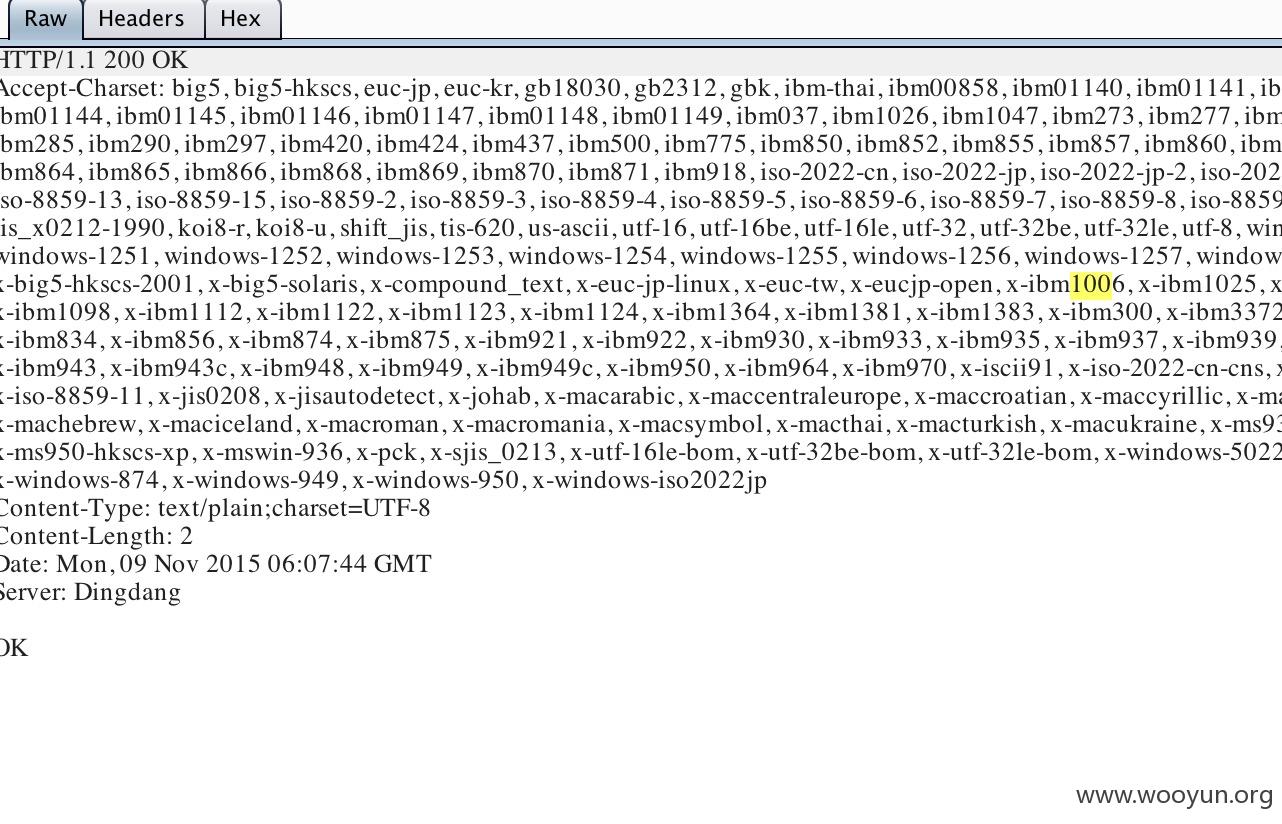 Raw Headers Hex
HTTP/1.1 200 OK
Accept-Charset: big5, big5-hkscs, euc-jp, euc-kr, gb18030, gb2312, gbk, ibm-thai, ibm00858, ibm01140, ibm01141, ib
bm01144, ibm01145, ibm01146, ibm01147, ibm01148, ibm01149, ibm037, ibm1026, ibm1047, ibm273, ibm277, ibm
bm285, ibm290, ibm297, ibm420, ibm424, ibm437, ibm500, ibm775, ibm850, ibm852, ibm855, ibm857, ibm860, ibm
bm864, ibm865, ibm866, ibm868, ibm869, ibm870, ibm871, ibm918, iso-2022-cn, iso-2022-jp, iso-2022-jp-2, iso-202
so-8859-13, iso-8859-15, iso-8859-2, iso-8859-3, iso-8859-4, iso-8859-5, iso-8859-6, iso-8859-7, iso-8859-8, iso-8859
is_x0212-1990, koi8-r, koi8-u, shift_jis, tis-620, us-ascii, utf-16, utf-16be, utf-16le, utf-32, utf-32be, utf-32le, utf-8, win
windows-1251, windows-1252, windows-1253, windows-1254, windows-1255, windows-1256, windows-1257, window
x-big5-hkscs-2001, x-big5-solaris, x-compound_text, x-euc-jp-linux, x-euc-tw, x-eucjp-open, x-ibm1006, x-ibm1025, x
x-ibm1098, x-ibm1112, x-ibm1122, x-ibm1123, x-ibm1124, x-ibm1364, x-ibm1381, x-ibm1383, x-ibm300, x-ibm3372
x-ibm834, x-ibm856, x-ibm874, x-ibm875, x-ibm921, x-ibm922, x-ibm930, x-ibm933, x-ibm935, x-ibm937, x-ibm939,
x-ibm943, x-ibm943c, x-ibm948, x-ibm949, x-ibm949c, x-ibm950, x-ibm964, x-ibm970, x-iscii91, x-iso-2022-cn-cns, x
x-iso-8859-11, x-jis0208, x-jisautodetect, x-johab, x-macarabic, x-maccentraleurope, x-maccroatian, x-maccyrillic, x-ma
x-machebrew, x-maciceland, x-macroman, x-macromania, x-macsymbol, x-macthai, x-macturkish, x-macukraine, x-ms93
x-ms950-hkscs-xp, x-mswin-936, x-pck, x-sjis_0213, x-utf-16le-bom, x-utf-32be-bom, x-utf-32le-bom, x-windows-5022
x-windows-874, x-windows-949, x-windows-950, x-windows-iso2022jp
Content-Type: text/plain;charset=UTF-8
Content-Length: 2
Date: Mon, 09 Nov 2015 06:07:44 GMT
Server: Dingdang
OK
www.wooyun.org